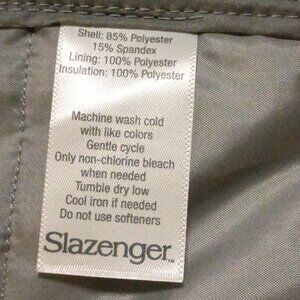 Shell: 85% Polyester
15% Spandex
Lining: 100% Polyester
Insulation: 100% Polyester
Machine wash cold
with like colors
Gentle cycle
Only non-chlorine bleach
when needed
Tumble dry low
Cool iron if needed
Do not use softeners
Slazenger™